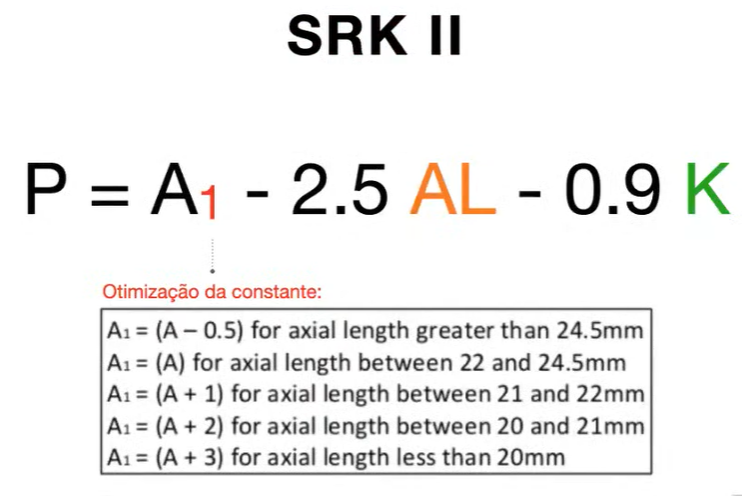 SRK II
P = A1 - 2.5 AL - 0.9 K
Otimização da constante:
A1 = (A – 0.5) for axial length greater than 24.5mm
A1 = (A) for axial length between 22 and 24.5mm
A1 = (A + 1) for axial length between 21 and 22mm
A1 = (A + 2) for axial length between 20 and 21mm
A1 = (A + 3) for axial length less than 20mm